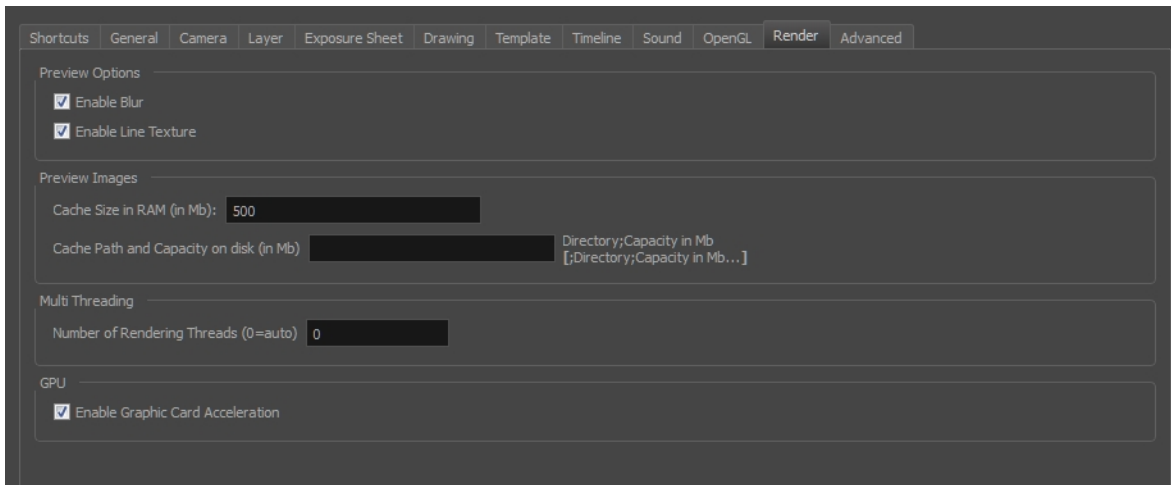 Shortcuts General Camera Layer Exposure Sheet Drawing Template Timeline Sound OpenGL Render Advanced
Preview Options
Enable Blur
Enable Line Texture
Preview Images
Cache Size in RAM (in Mb): 500
Cache Path and Capacity on disk (in Mb) Directory;Capacity in Mb
[;Directory;Capacity in Mb...]
Multi Threading
Number of Rendering Threads (0=auto) 0
GPU
Enable Graphic Card Acceleration